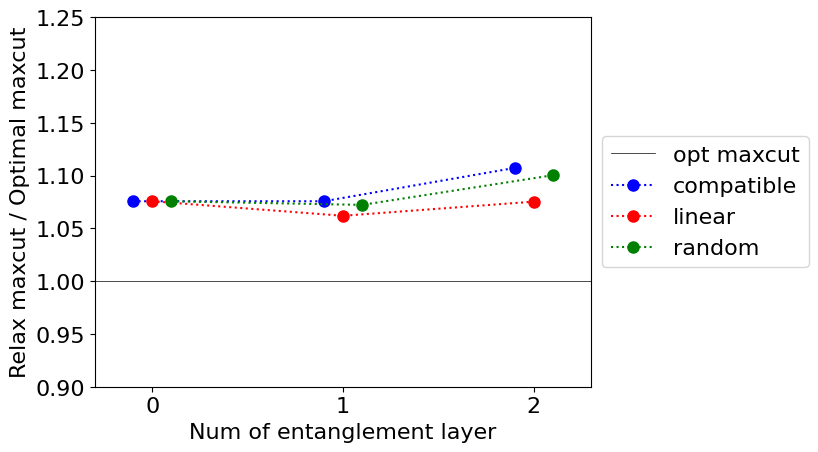 Relax maxcut / Optimal maxcut
1.25
1.20
1.15
1.10
1.05
1.00
0.95
0.90
0
1
2
Num of entanglement layer
opt maxcut
compatible
linear
random